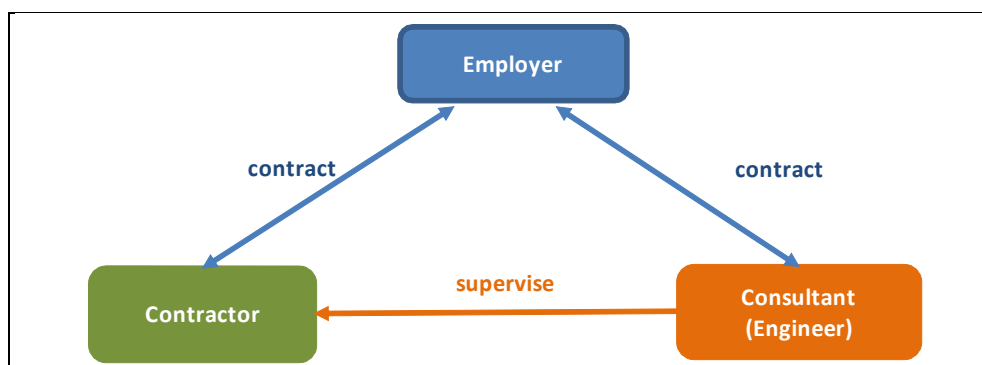 Employer
contract
contract
supervise
Contractor
Consultant
(Engineer)